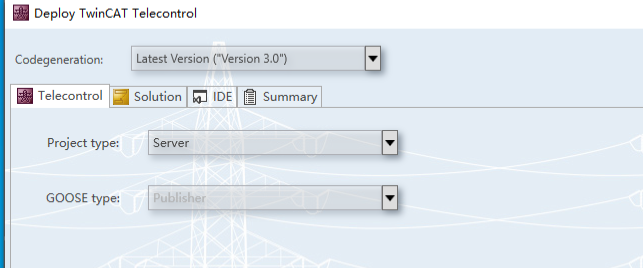 Deploy TwinCAT Telecontrol
Codegeneration: Latest Version ("Version 3.0")
Telecontrol Solution IDE Summary
Project type: Server
GOOSE type: Publisher